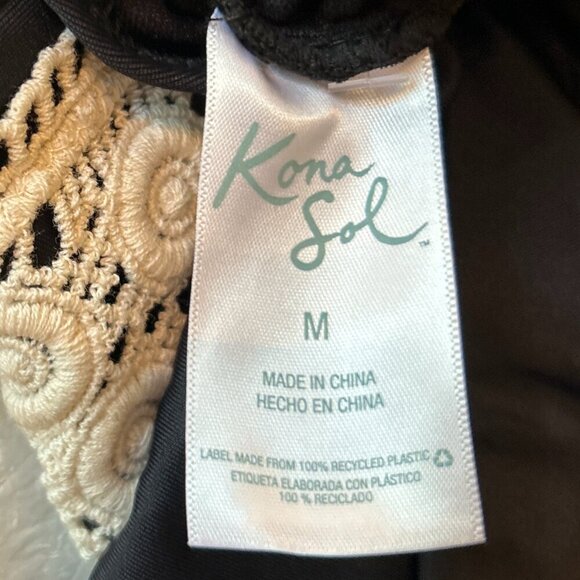 Kona
Sol™
M
MADE IN CHINA
HECHO EN CHINA
LABEL MADE FROM 100% RECYCLED PLASTIC
ETIQUETA ELABORADA CON PLÁSTICO
100 % RECICLADO